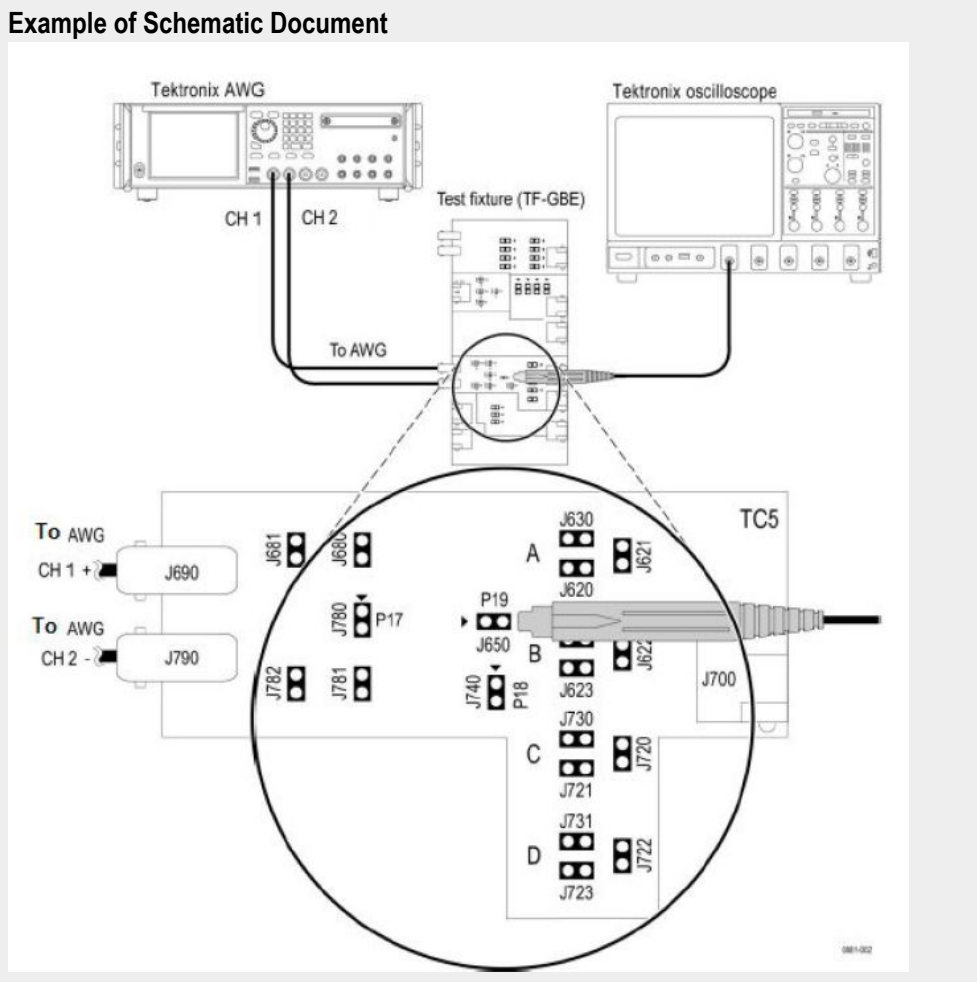 Example of Schematic Document
Tektronix AWG
Tektronix oscilloscope
CH 1
CH 2
Test fixture (TF-GBE)
To AWG
TC5
To AWG
CH 1 +
J690
To AWG
CH 2 -
J790
J681
J680
J780
P17
J782
J781
P19
J650
J740
P18
A
J630
J620
J621
B
J623
J622
J700
C
J730
J721
J720
D
J731
J723
J722
0881-002